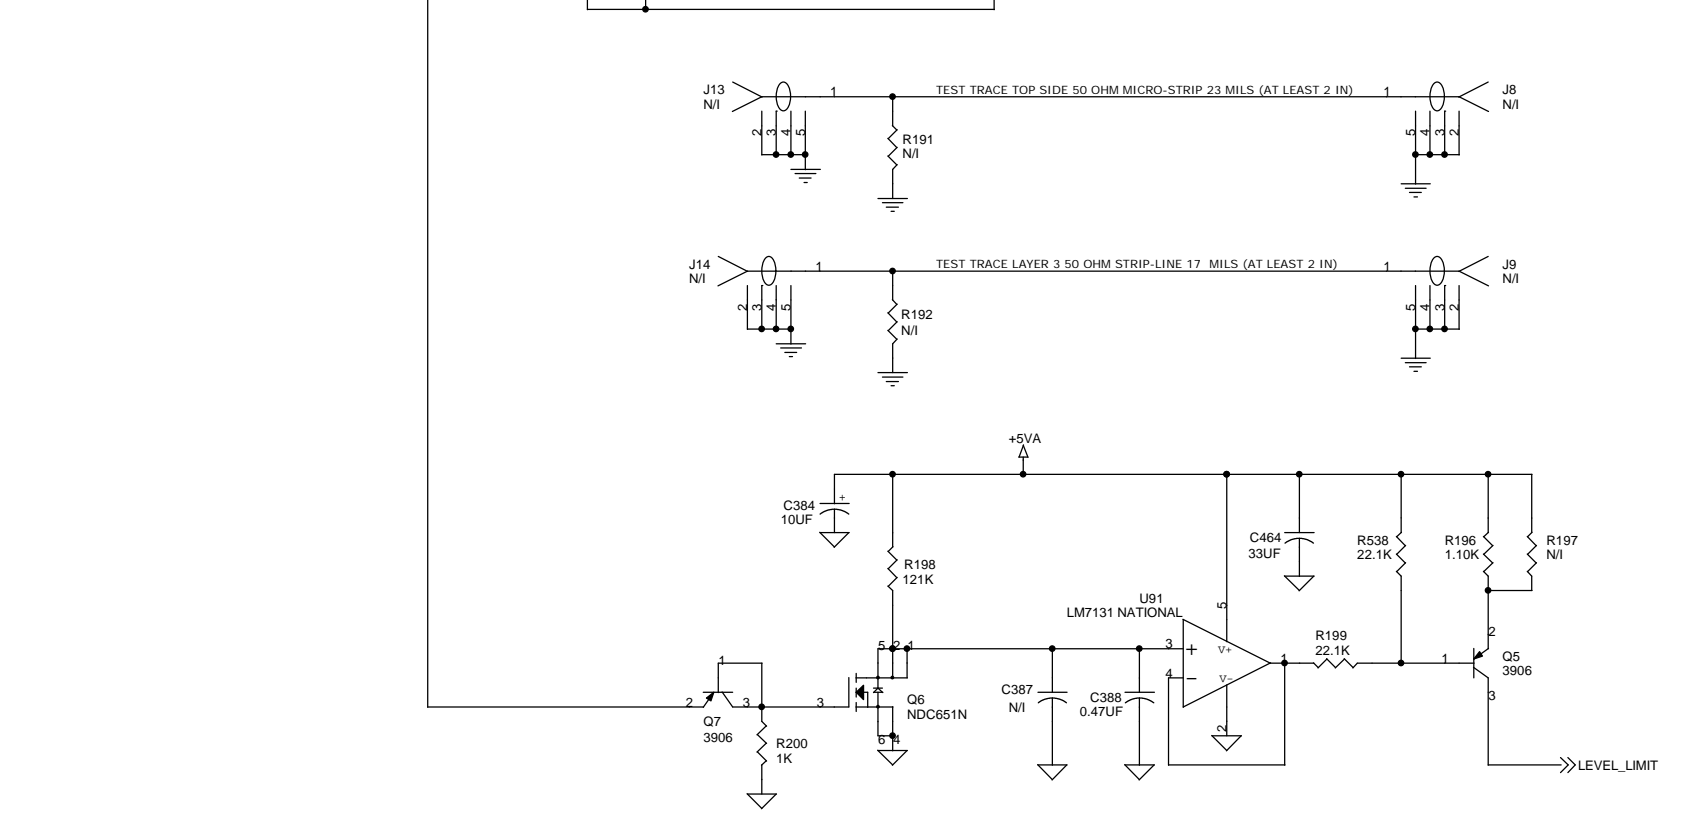 J13
N/I
1
TEST TRACE TOP SIDE 50 OHM MICRO-STRIP 23 MILS (AT LEAST 2 IN)
1
J8
N/I
2 3 4 5
R191
N/I
5 4 3 2
J14
N/I
1
TEST TRACE LAYER 3 50 OHM STRIP-LINE 17 MILS (AT LEAST 2 IN)
1
J9
N/I
2 3 4 5
R192
N/I
5 4 3 2
+5VA
+
C384
10UF
R198
121K
C464
33UF
R538
22.1K
R196
1.10K
R197
N/I
U91
LM7131 NATIONAL
5
V+
V-
3
+
4
-
2
1
R199
22.1K
1
2
Q5
3906
3
5 2 1
Q6
NDC651N
6 4
C387
N/I
C388
0.47UF
1
2
3
Q7
3906
3
R200
1K
LEVEL_LIMIT